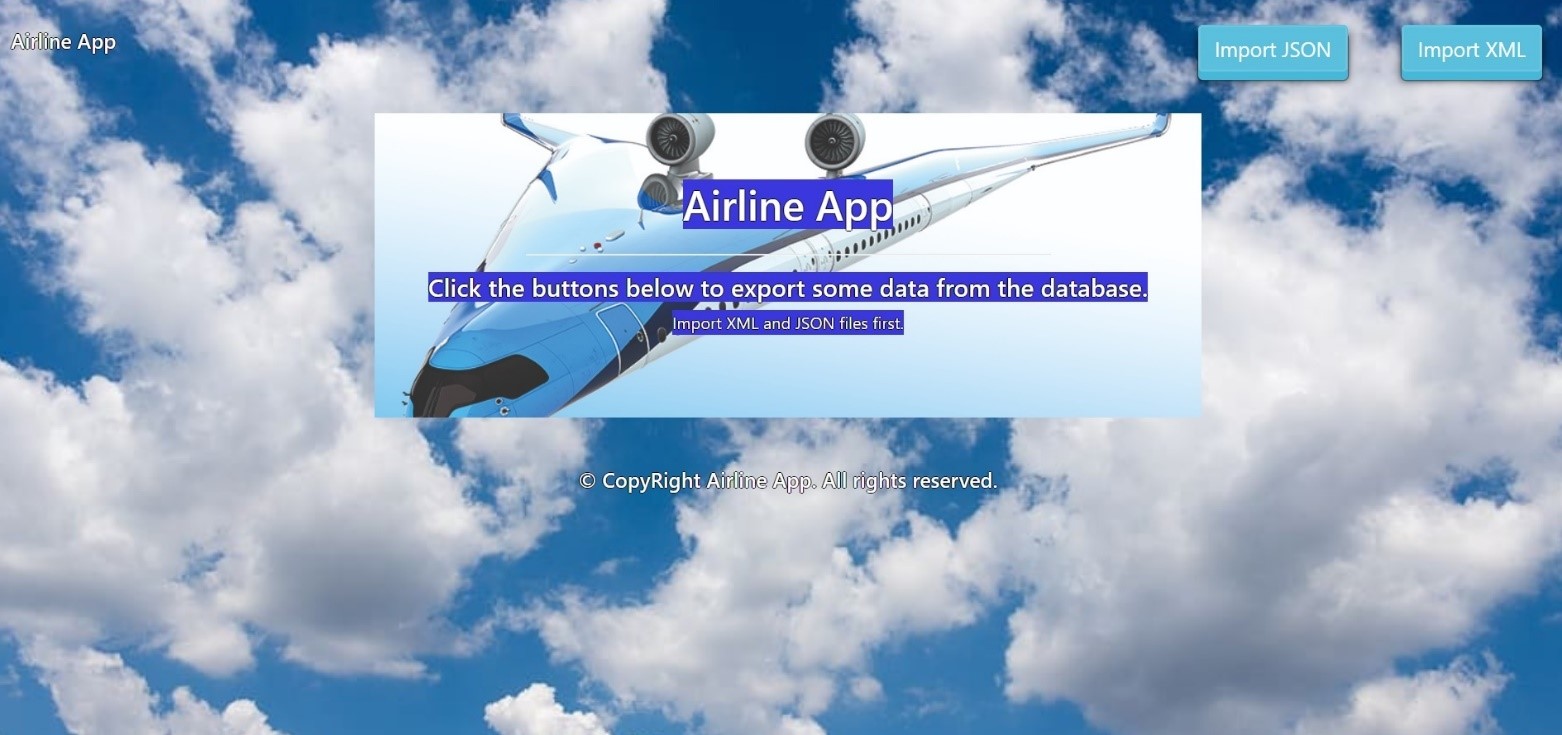 Airline App
Import JSON
Import XML
Airline App
Click the buttons below to export some data from the database.
Import XML and JSON files first.
© CopyRight Airline App. All rights reserved.